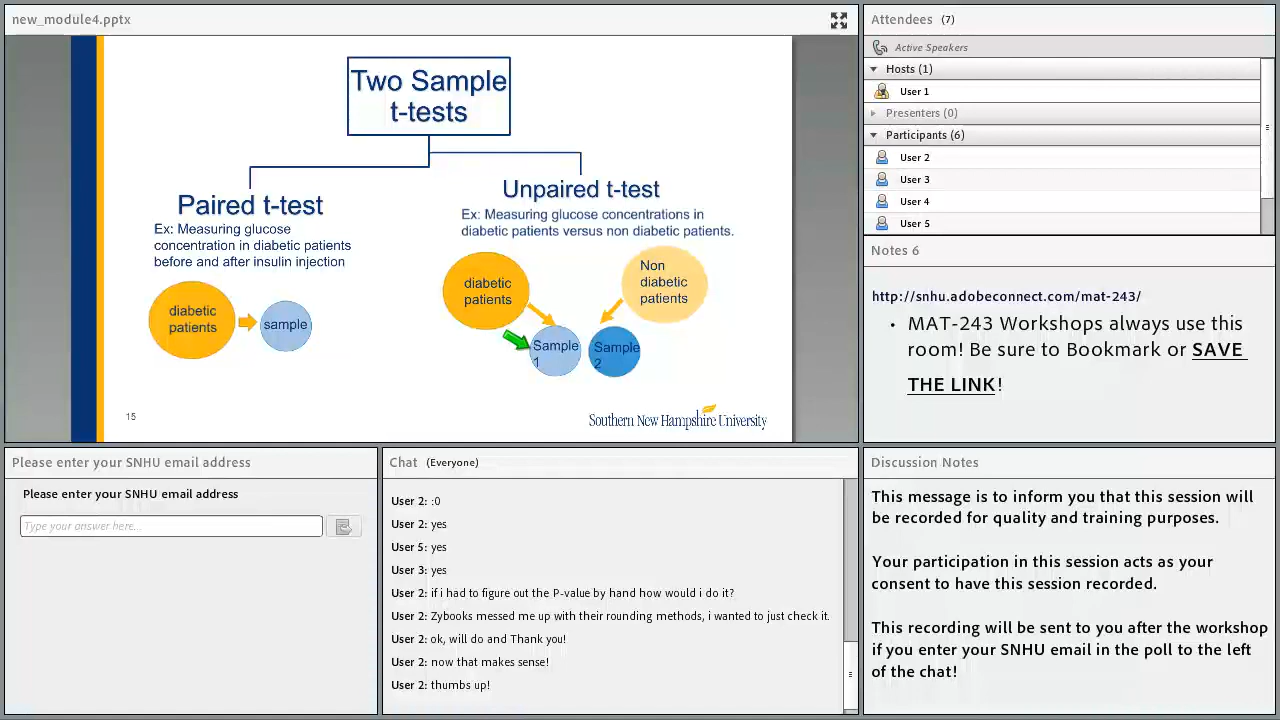 new_module4.pptx
Two Sample
t-tests
Paired t-test
Ex: Measuring glucose
concentration in diabetic patients
before and after insulin injection
diabetic
patients
sample
Unpaired t-test
Ex: Measuring glucose concentrations in
diabetic patients versus non diabetic patients.
diabetic
patients
Non
diabetic
patients
Sample
1
Sample
2
15
Southern New Hampshire University
Attendees (7)
Active Speakers
Hosts (1)
User 1
Presenters (0)
Participants (6)
User 2
User 3
User 4
User 5
Notes 6
http://snhu.adobeconnect.com/mat-243/
• MAT-243 Workshops always use this
room! Be sure to Bookmark or SAVE
THE LINK!
Please enter your SNHU email address
Please enter your SNHU email address
Type your answer here...
Chat (Everyone)
User 2: :0
User 2: yes
User 5: yes
User 3: yes
User 2: if i had to figure out the P-value by hand how would i do it?
User 2: Zybooks messed me up with their rounding methods, i wanted to just check it.
User 2: ok, will do and Thank you!
User 2: now that makes sense!
User 2: thumbs up!
Discussion Notes
This message is to inform you that this session will
be recorded for quality and training purposes.
Your participation in this session acts as your
consent to have this session recorded.
This recording will be sent to you after the workshop
if you enter your SNHU email in the poll to the left
of the chat!